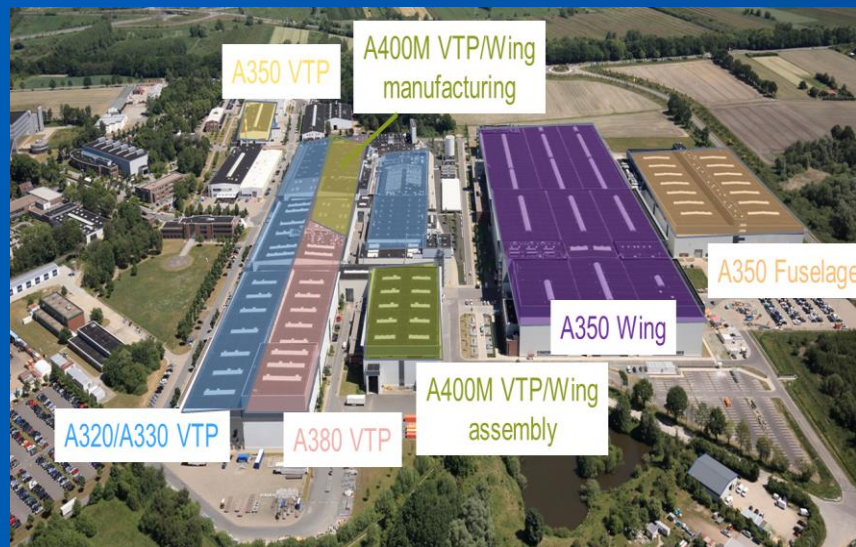 A350 VTP
A400M VTP/Wing
manufacturing
A350 Fuselage
A350 Wing
A400M VTP/Wing
assembly
A320/A330 VTP
A380 VTP